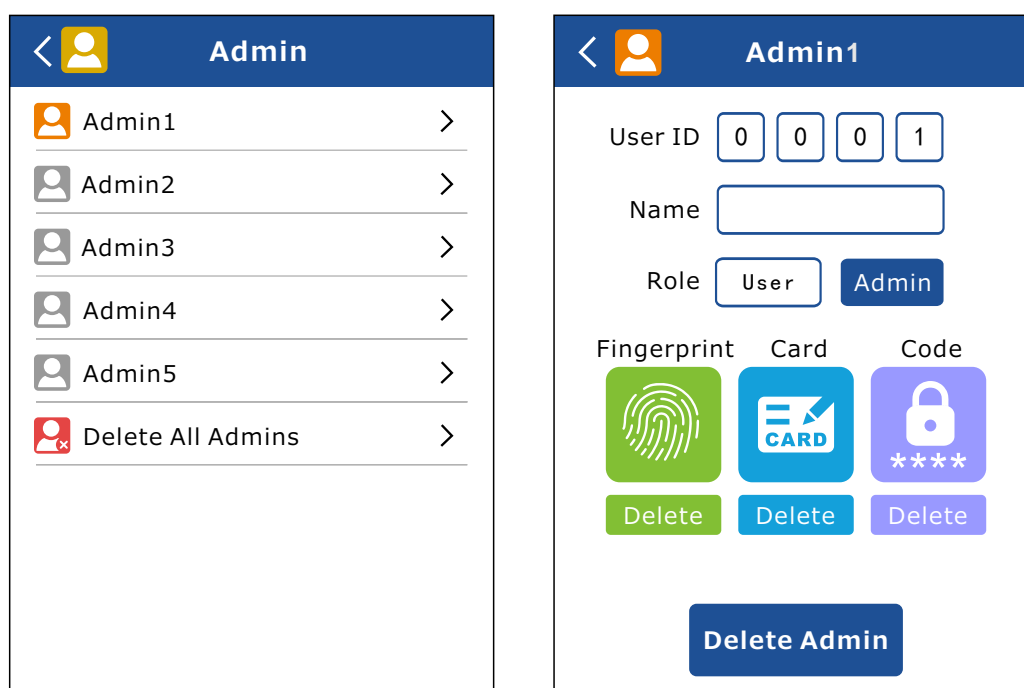 Admin
Admin1
Admin2
Admin3
Admin4
Admin5
Delete All Admins
Admin1
User ID 0 0 0 1
Name
Role User Admin
Fingerprint Card Code
CARD
****
Delete Delete Delete
Delete Admin